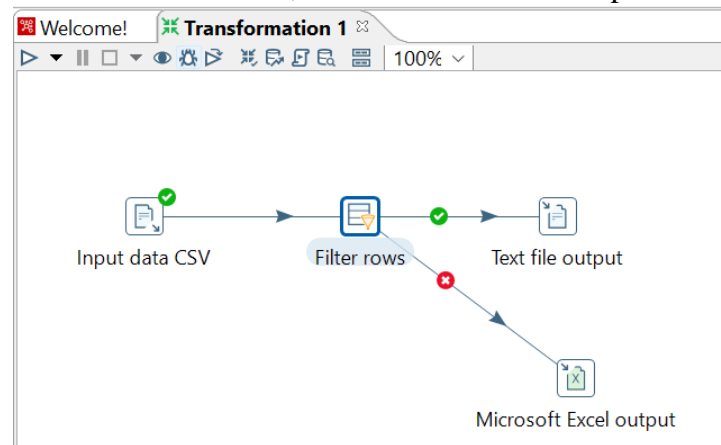 Welcome!
Transformation 1
100%
Input data CSV
Filter rows
Text file output
Microsoft Excel output